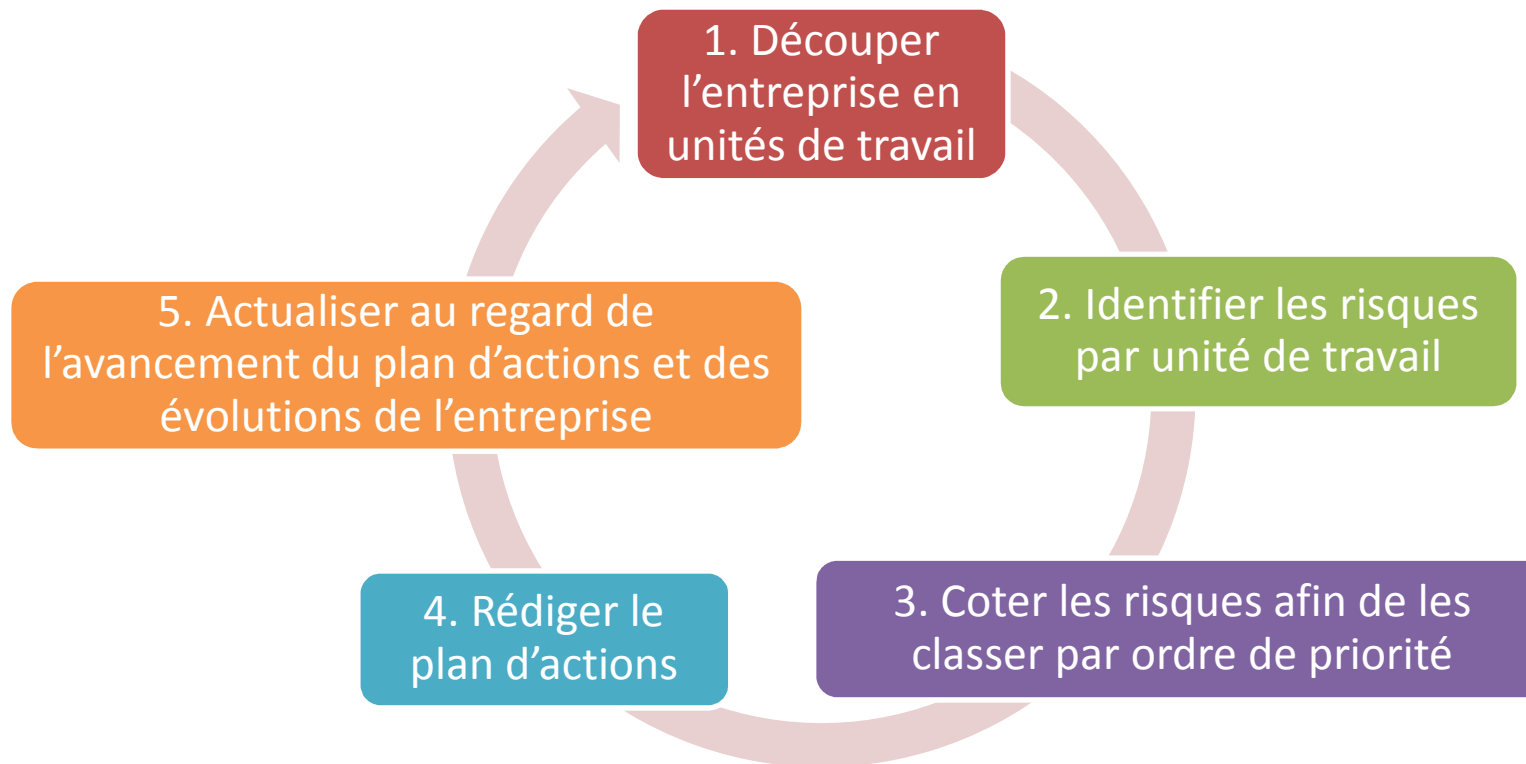 1. Découper
l’entreprise en
unités de travail
2. Identifier les risques
par unité de travail
3. Coter les risques afin de les
classer par ordre de priorité
4. Rédiger le
plan d’actions
5. Actualiser au regard de
l’avancement du plan d’actions et des
évolutions de l’entreprise